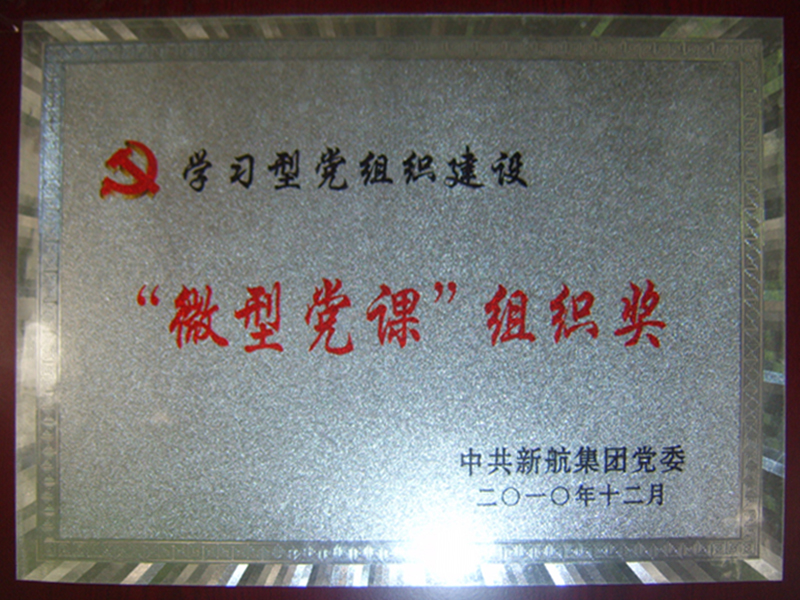 学习型党组织建设
“微型党课”组织奖
中共新航集团党委
二〇一〇年十二月